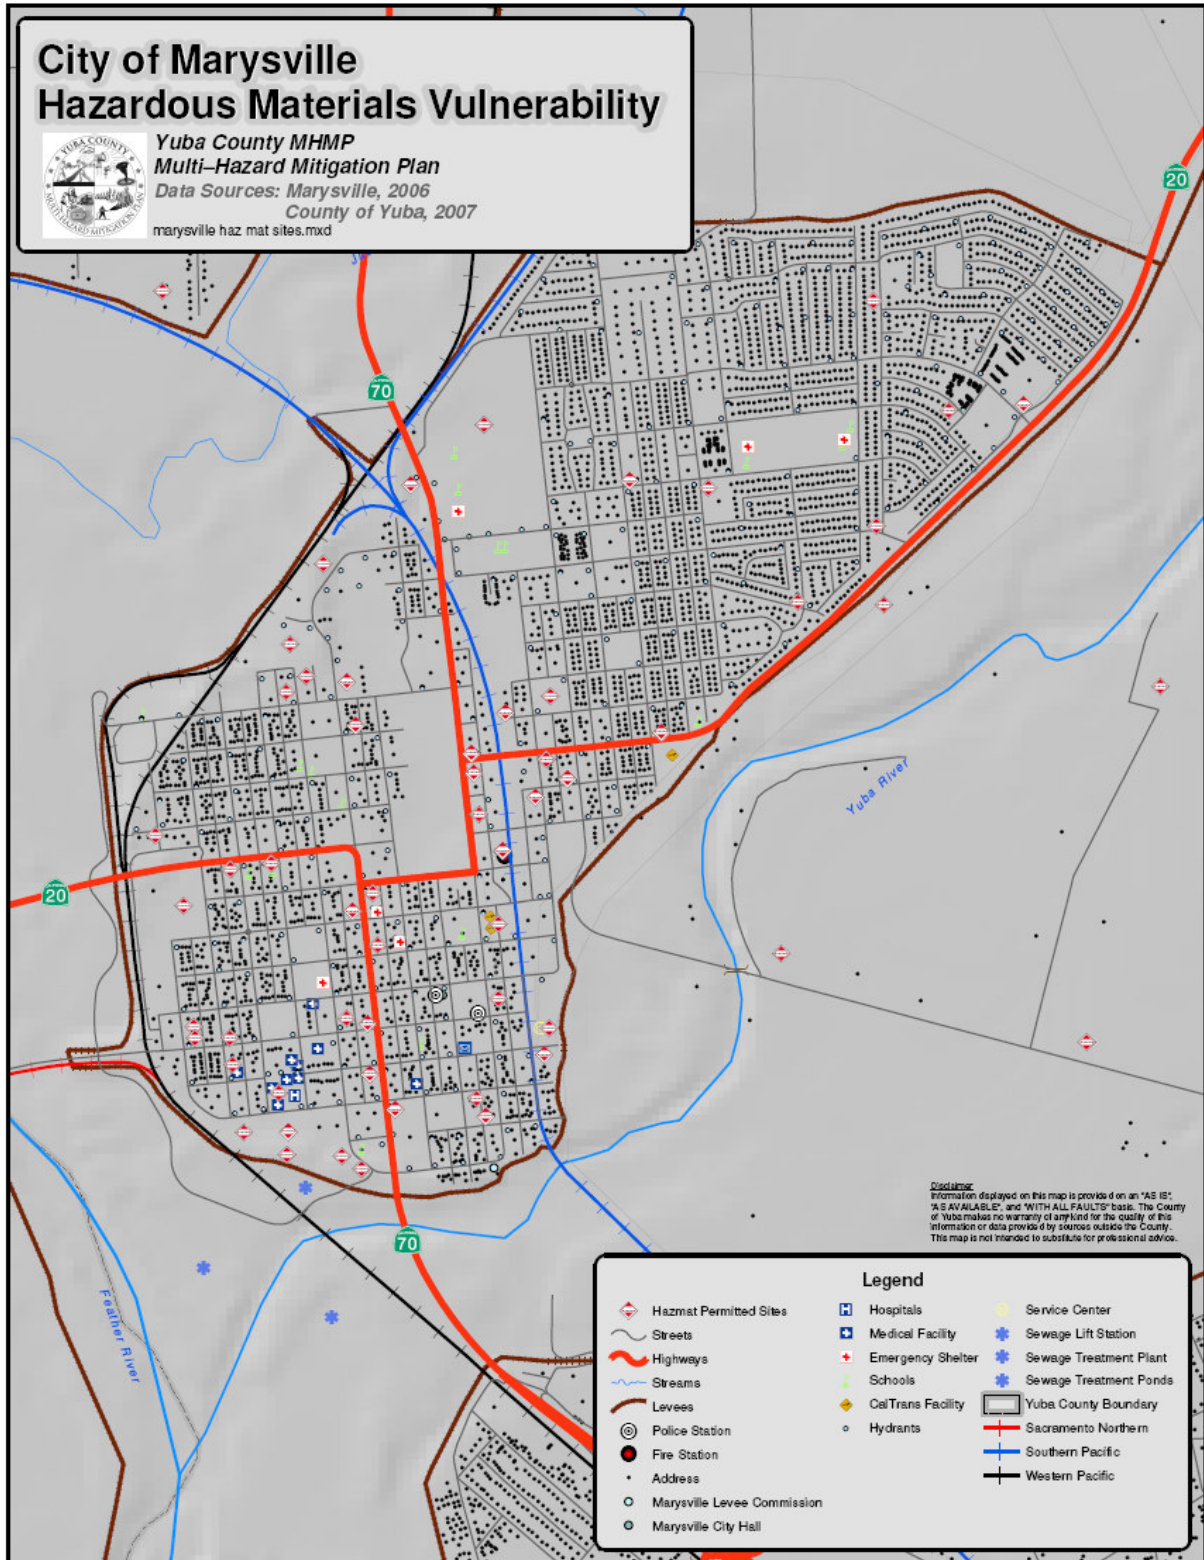 City of Marysville
Hazardous Materials Vulnerability
YUBA COUNTY
MULTI-HAZARD MITIGATION PLAN
Yuba County MHMP
Multi-Hazard Mitigation Plan
Data Sources: Marysville, 2006
County of Yuba, 2007
marysville haz mat sites.mxd
20
70
Yuba River
20
70
Feather River
Disclaimer
Information displayed on this map is provided on an "AS IS",
"AS AVAILABLE", and "WITH ALL FAULTS" basis. The County
of Yuba makes no warranty of any kind for the quality of this
information or data provided by sources outside the County.
This map is not intended to substitute for professional advice.
Legend
Hazmat Permitted Sites
Streets
Highways
Streams
Levees
Police Station
Fire Station
Address
Marysville Levee Commission
Marysville City Hall
Hospitals
Medical Facility
Emergency Shelter
Schools
CalTrans Facility
Hydrants
Service Center
Sewage Lift Station
Sewage Treatment Plant
Sewage Treatment Ponds
Yuba County Boundary
Sacramento Northern
Southern Pacific
Western Pacific